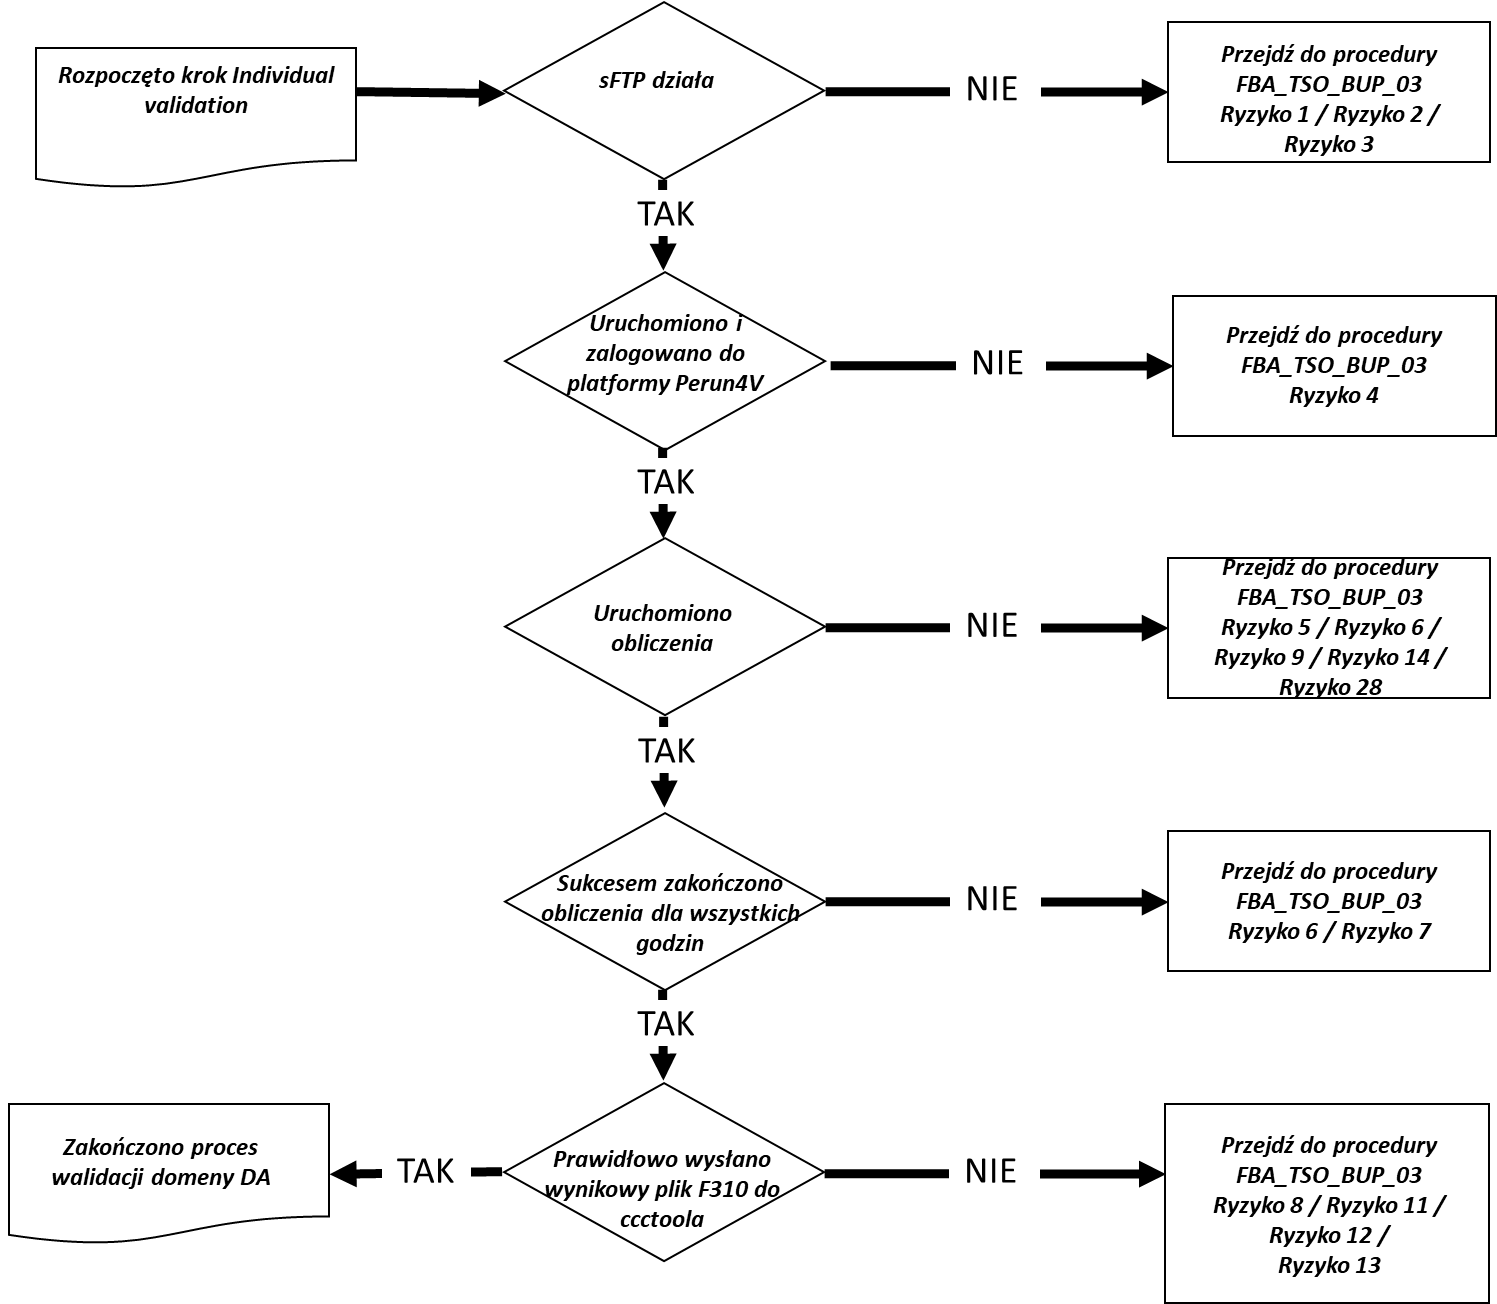 Rozpoczęto krok Individual
validation
sFTP działa
NIE
Przejdź do procedury
FBA_TSO_BUP_03
Ryzyko 1 / Ryzyko 2 /
Ryzyko 3
TAK
Uruchomiono i
zalogowano do
platformy Perun4V
NIE
Przejdź do procedury
FBA_TSO_BUP_03
Ryzyko 4
TAK
Uruchomiono
obliczenia
NIE
Przejdź do procedury
FBA_TSO_BUP_03
Ryzyko 5 / Ryzyko 6 /
Ryzyko 9 / Ryzyko 14 /
Ryzyko 28
TAK
Sukcesem zakończono
obliczenia dla wszystkich
godzin
NIE
Przejdź do procedury
FBA_TSO_BUP_03
Ryzyko 6 / Ryzyko 7
TAK
Prawidłowo wysłano
wynikowy plik F310 do
ccctoola
NIE
Przejdź do procedury
FBA_TSO_BUP_03
Ryzyko 8 / Ryzyko 11 /
Ryzyko 12 /
Ryzyko 13
TAK
Zakończono proces
walidacji domeny DA